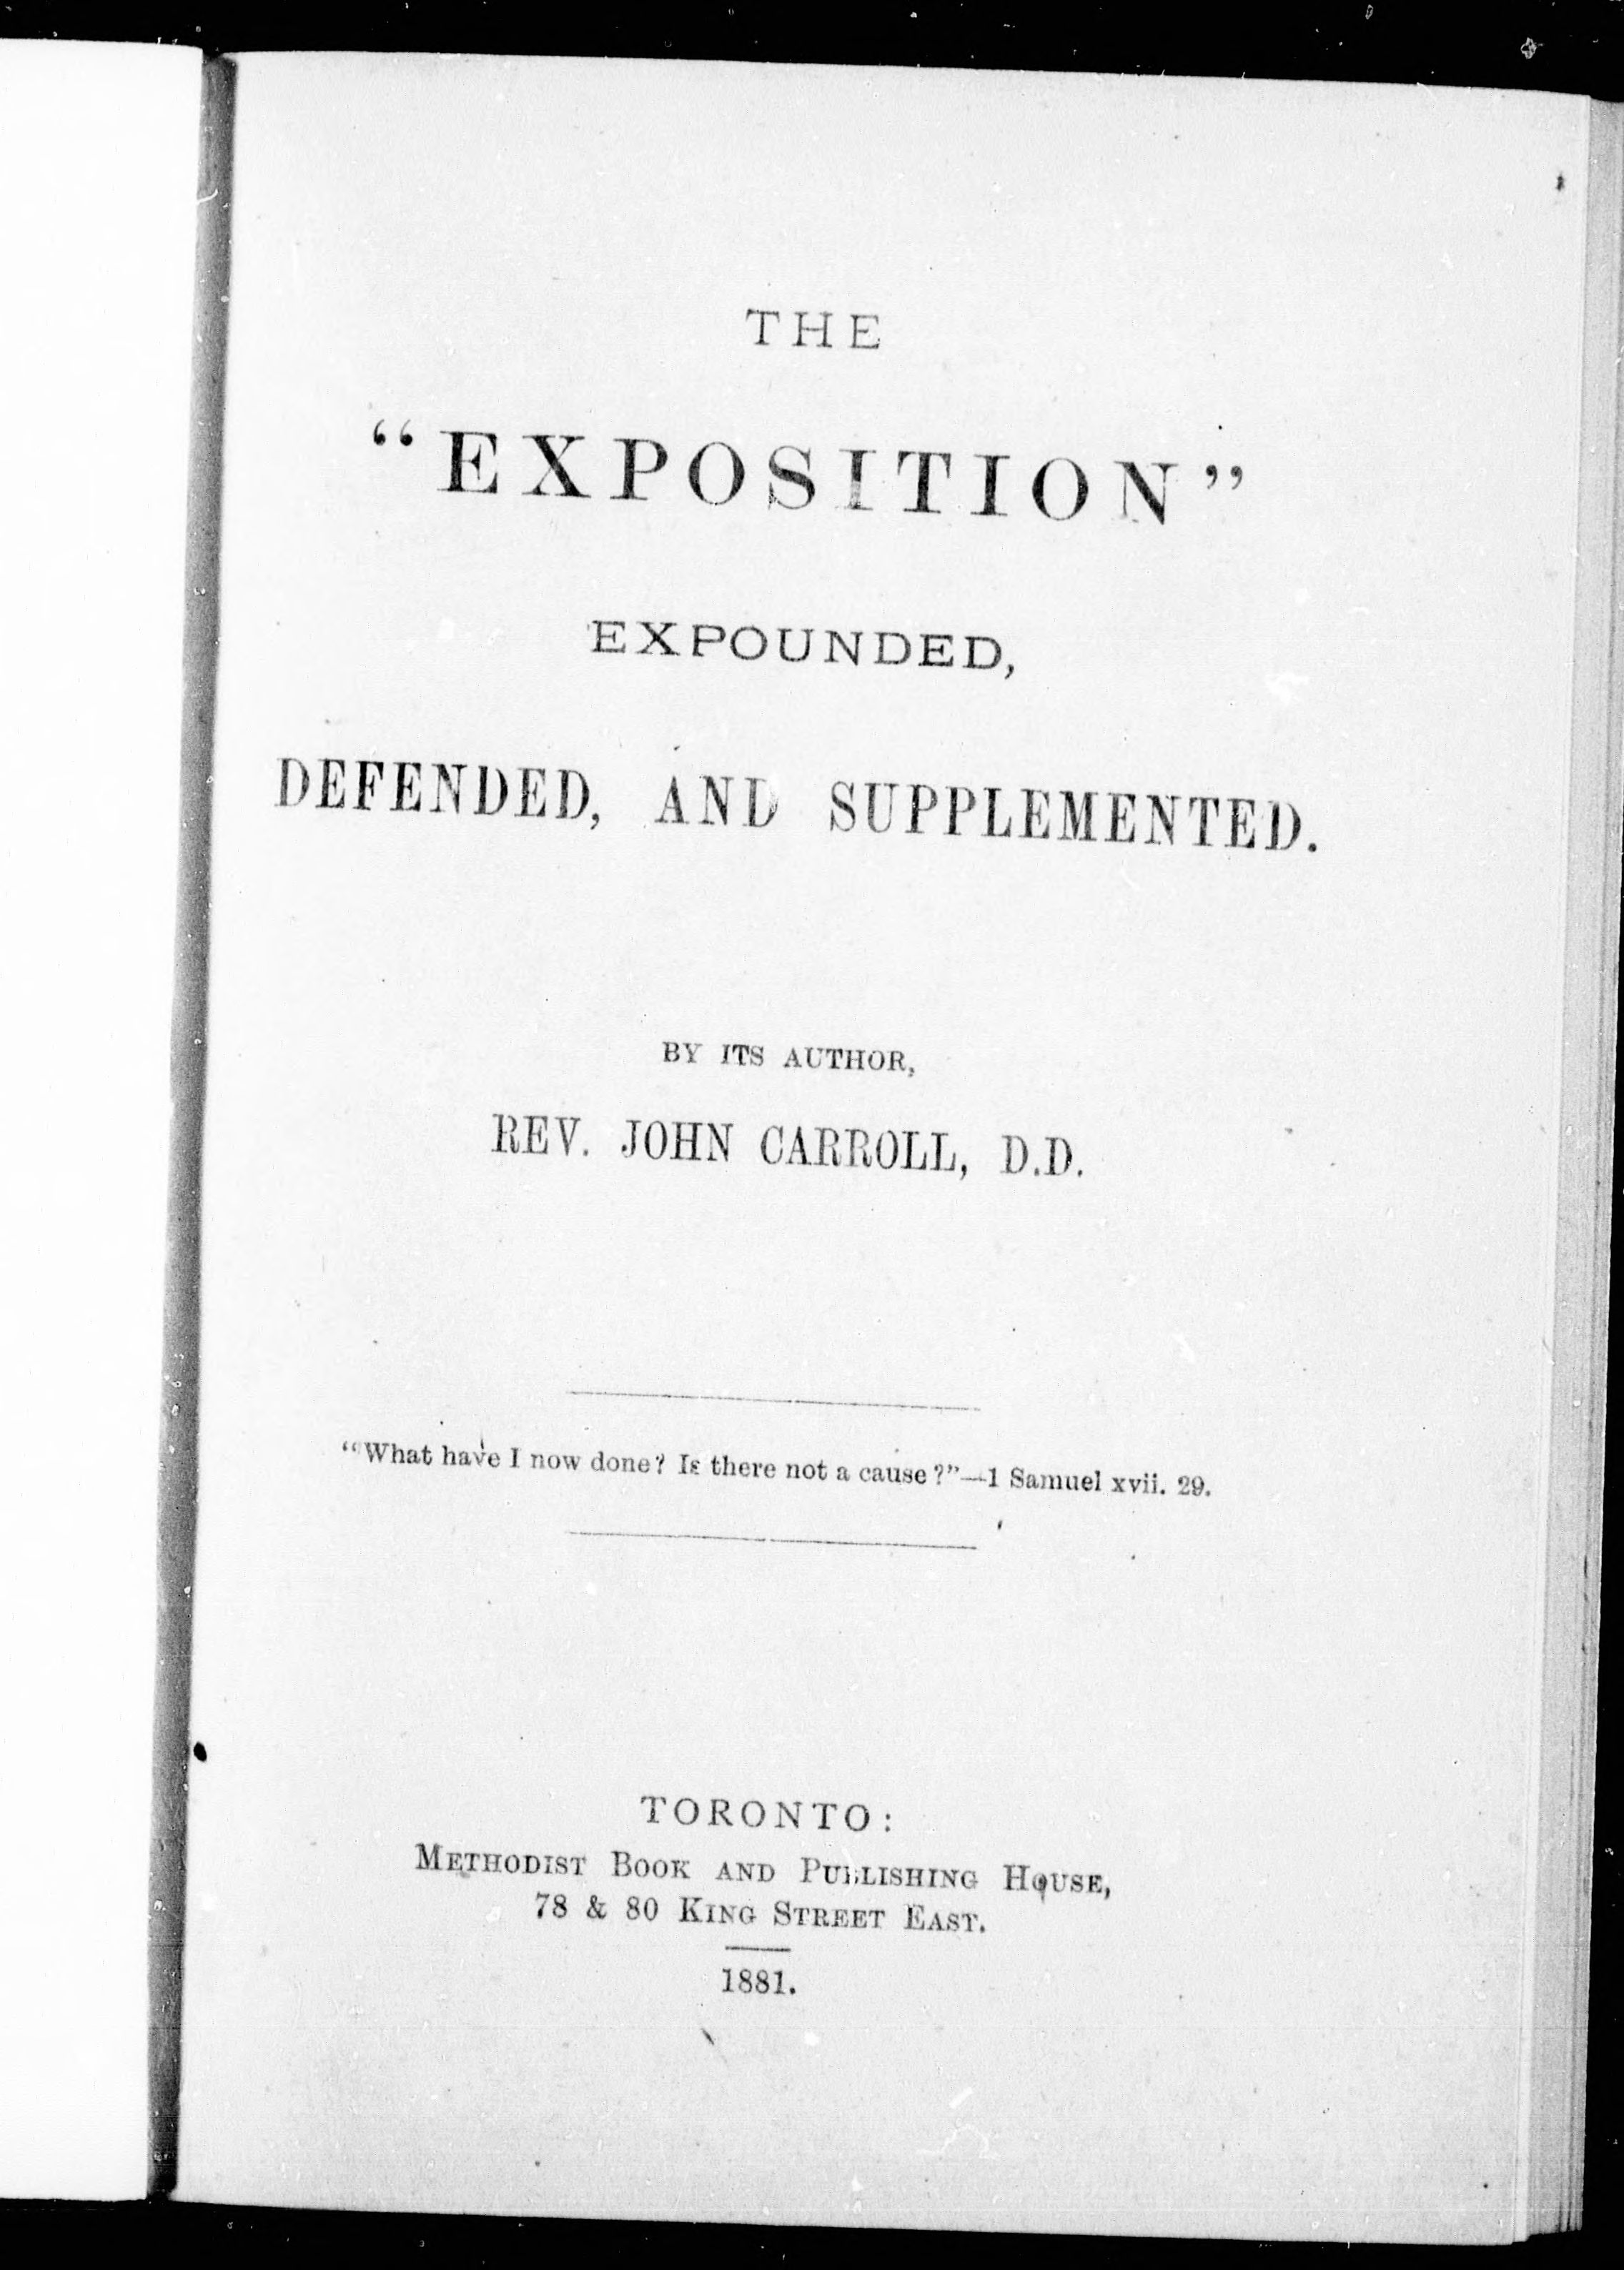 THE
“EXPOSITION”
EXPOUNDED,
DEFENDED, AND SUPPLEMENTED.
BY ITS AUTHOR,
REV. JOHN CARROLL, D.D.
“What have I now done? Is there not a cause?”—1 Samuel xvii. 29.
TORONTO:
METHODIST BOOK AND PUBLISHING HOUSE,
78 & 80 KING STREET EAST.
1881.